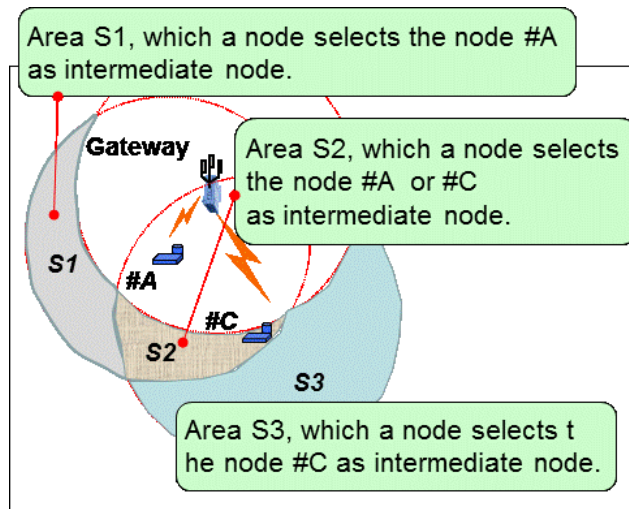 Area S1, which a node selects the node #A
as intermediate node.
Gateway
Area S2, which a node selects
the node #A or #C
as intermediate node.
S1
#A
#C
S2
S3
Area S3, which a node selects t
he node #C as intermediate node.